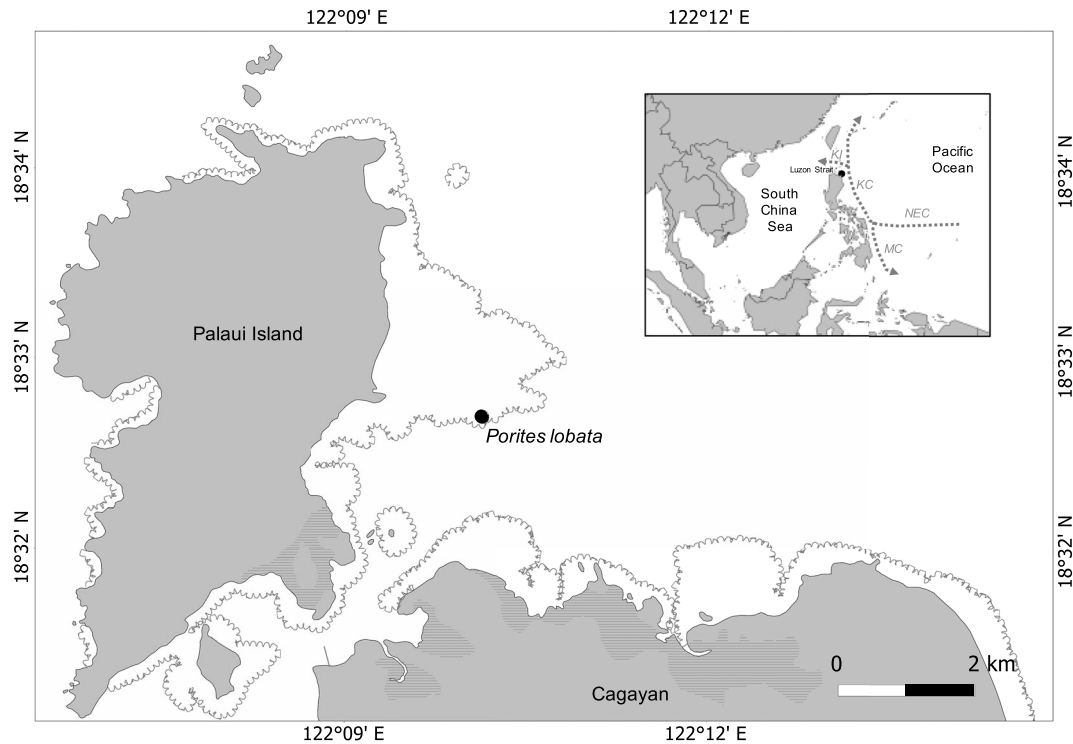 122°09' E
122°12' E
18°34' N
18°34' N
Pacific
Ocean
KI
Luzon Strait
KC
South
China
Sea
NEC
MC
Palaui Island
18°33' N
18°33' N
Porites lobata
18°32' N
18°32' N
0
2 km
Cagayan
122°09' E
122°12' E